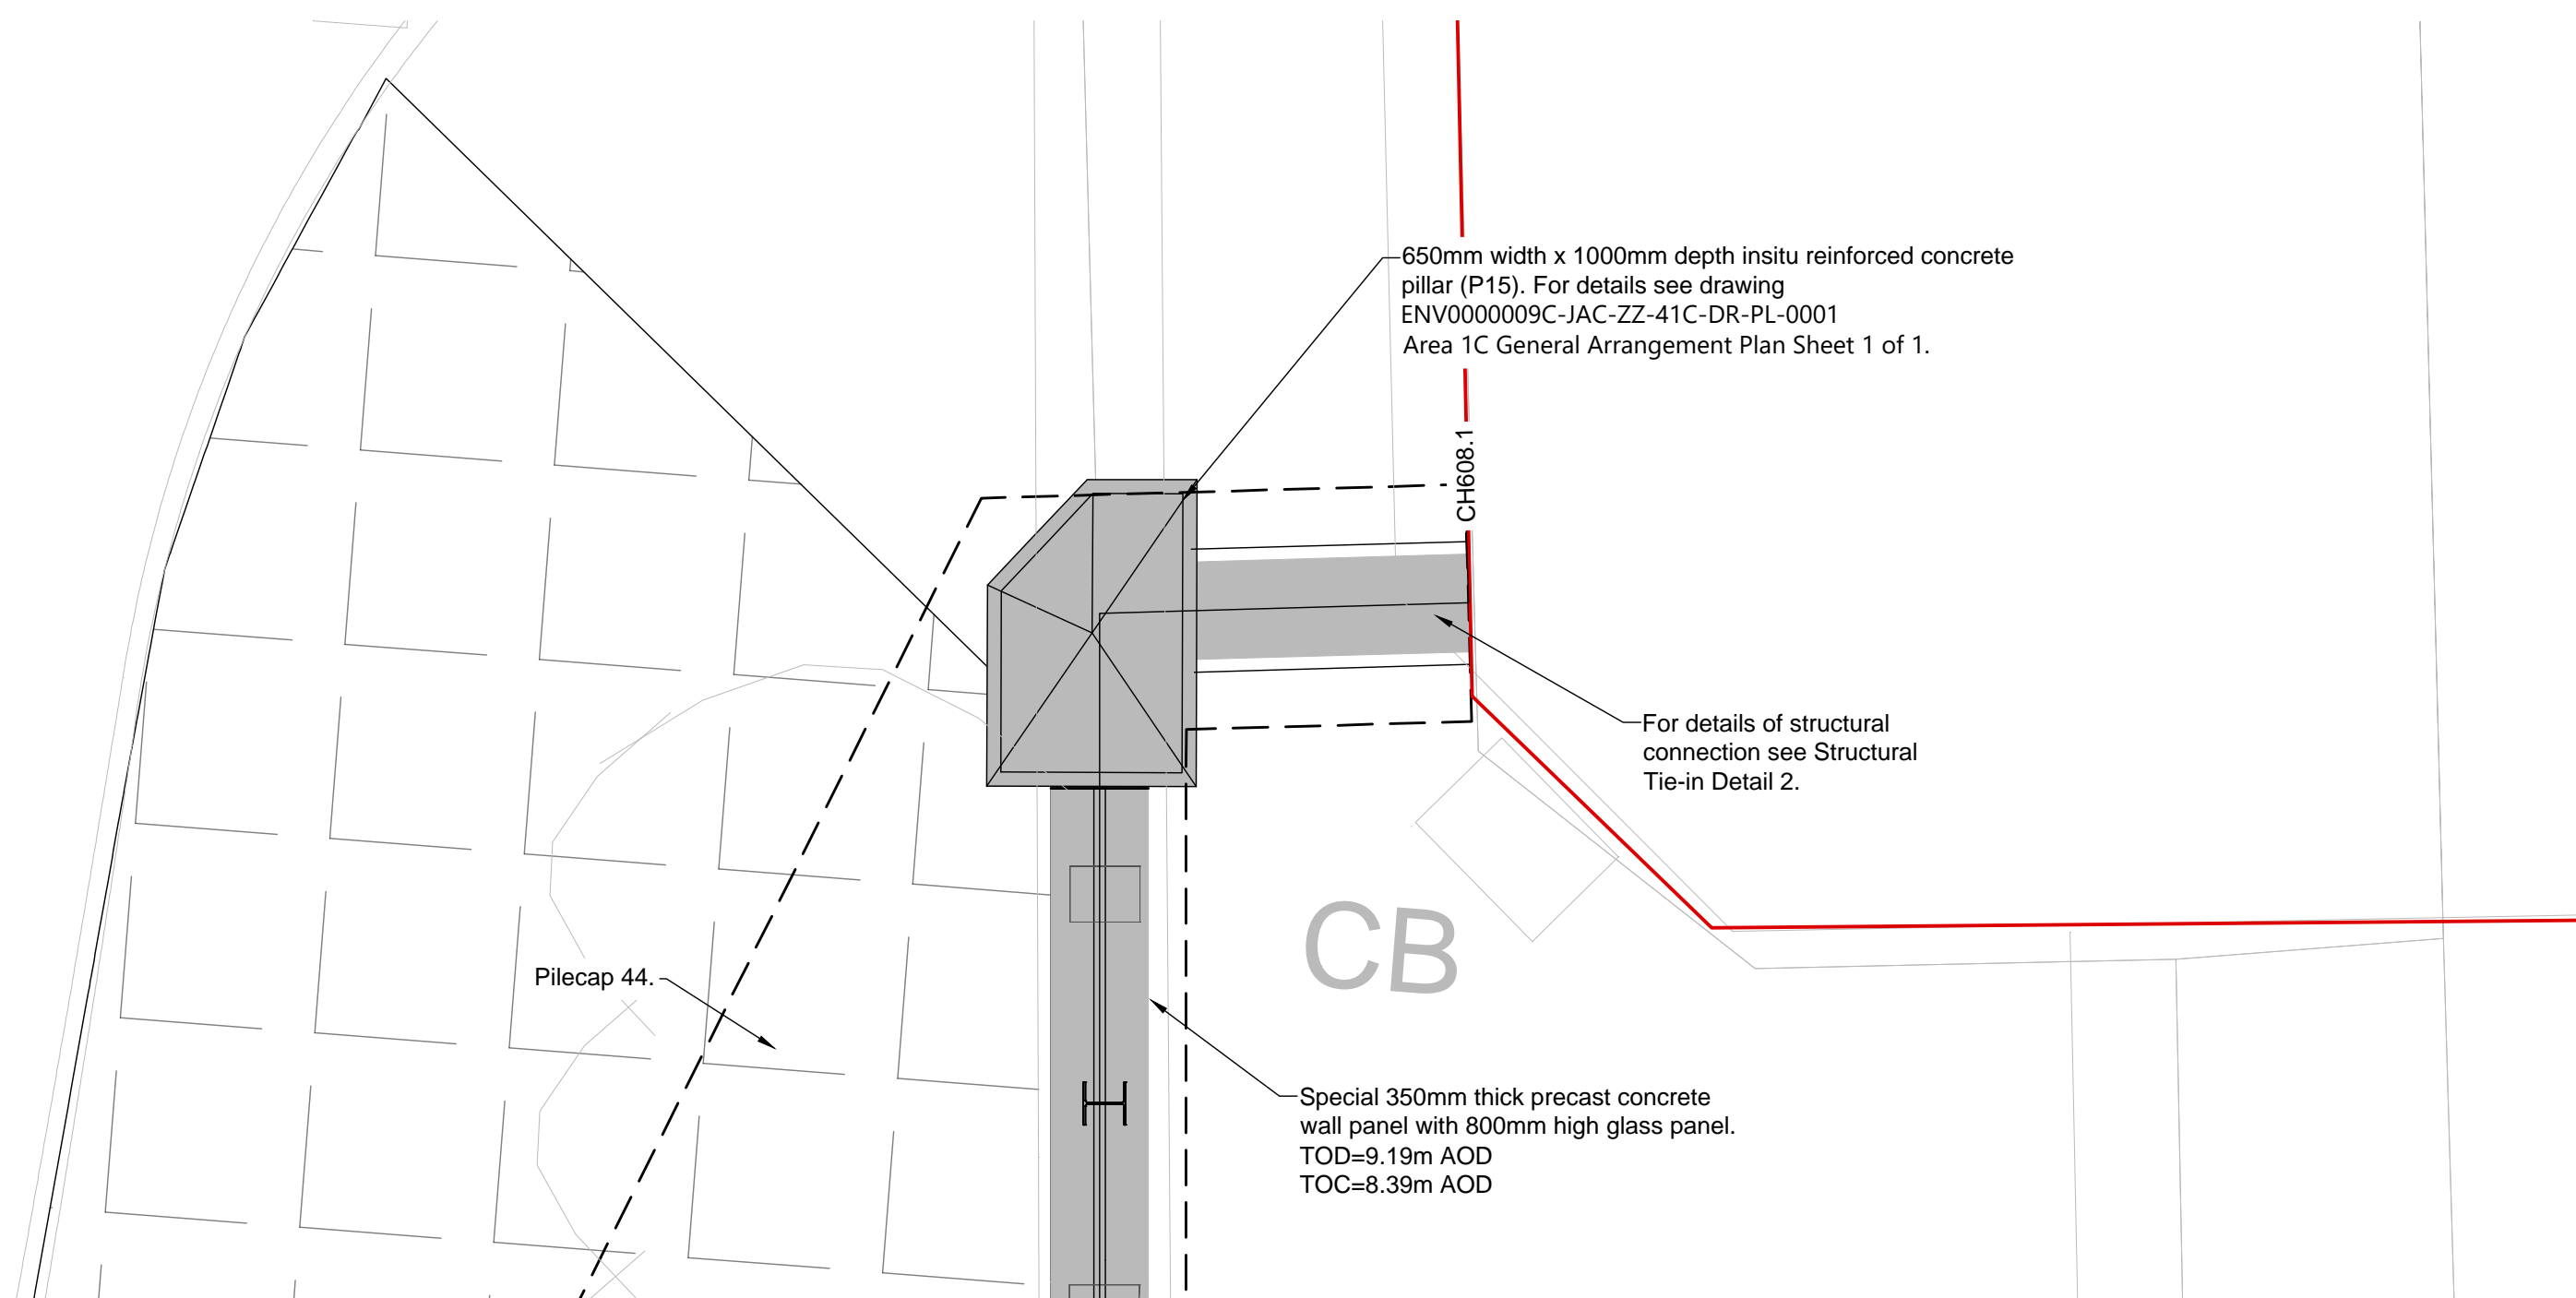 650mm width x 1000mm depth insitu reinforced concrete
pillar (P15). For details see drawing
ENV0000009C-JAC-ZZ-41C-DR-PL-0001
Area 1C General Arrangement Plan Sheet 1 of 1.
CH608.1
For details of structural
connection see Structural
Tie-in Detail 2.
CB
Pilecap 44.
Special 350mm thick precast concrete
wall panel with 800mm high glass panel.
TOD=9.19m AOD
TOC=8.39m AOD